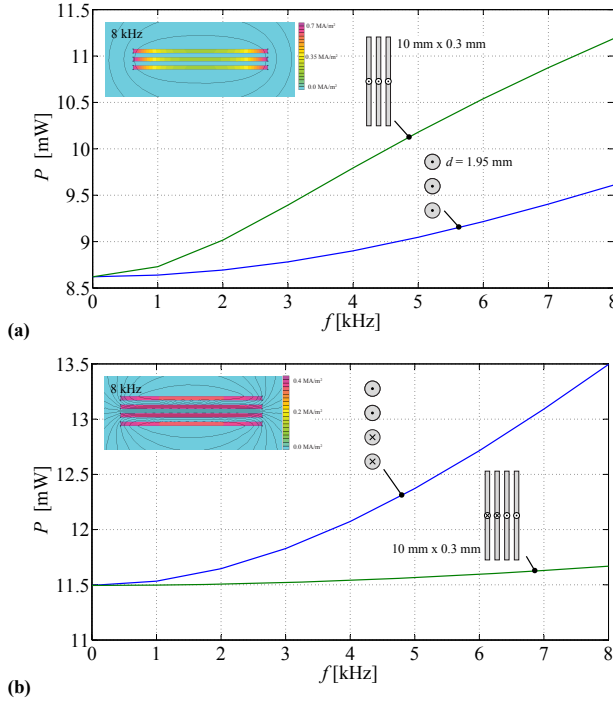 11.5
11
10.5
10
9.5
9
8.5
P [mW]
8 kHz
0.7 MA/m²
0.35 MA/m²
0.0 MA/m²
10 mm x 0.3 mm
d = 1.95 mm
0 1 2 3 4 5 6 7 8
f [kHz]
(a)
13.5
13
12.5
12
11.5
11
P [mW]
8 kHz
0.4 MA/m²
0.2 MA/m²
0.0 MA/m²
10 mm x 0.3 mm
0 1 2 3 4 5 6 7 8
f [kHz]
(b)